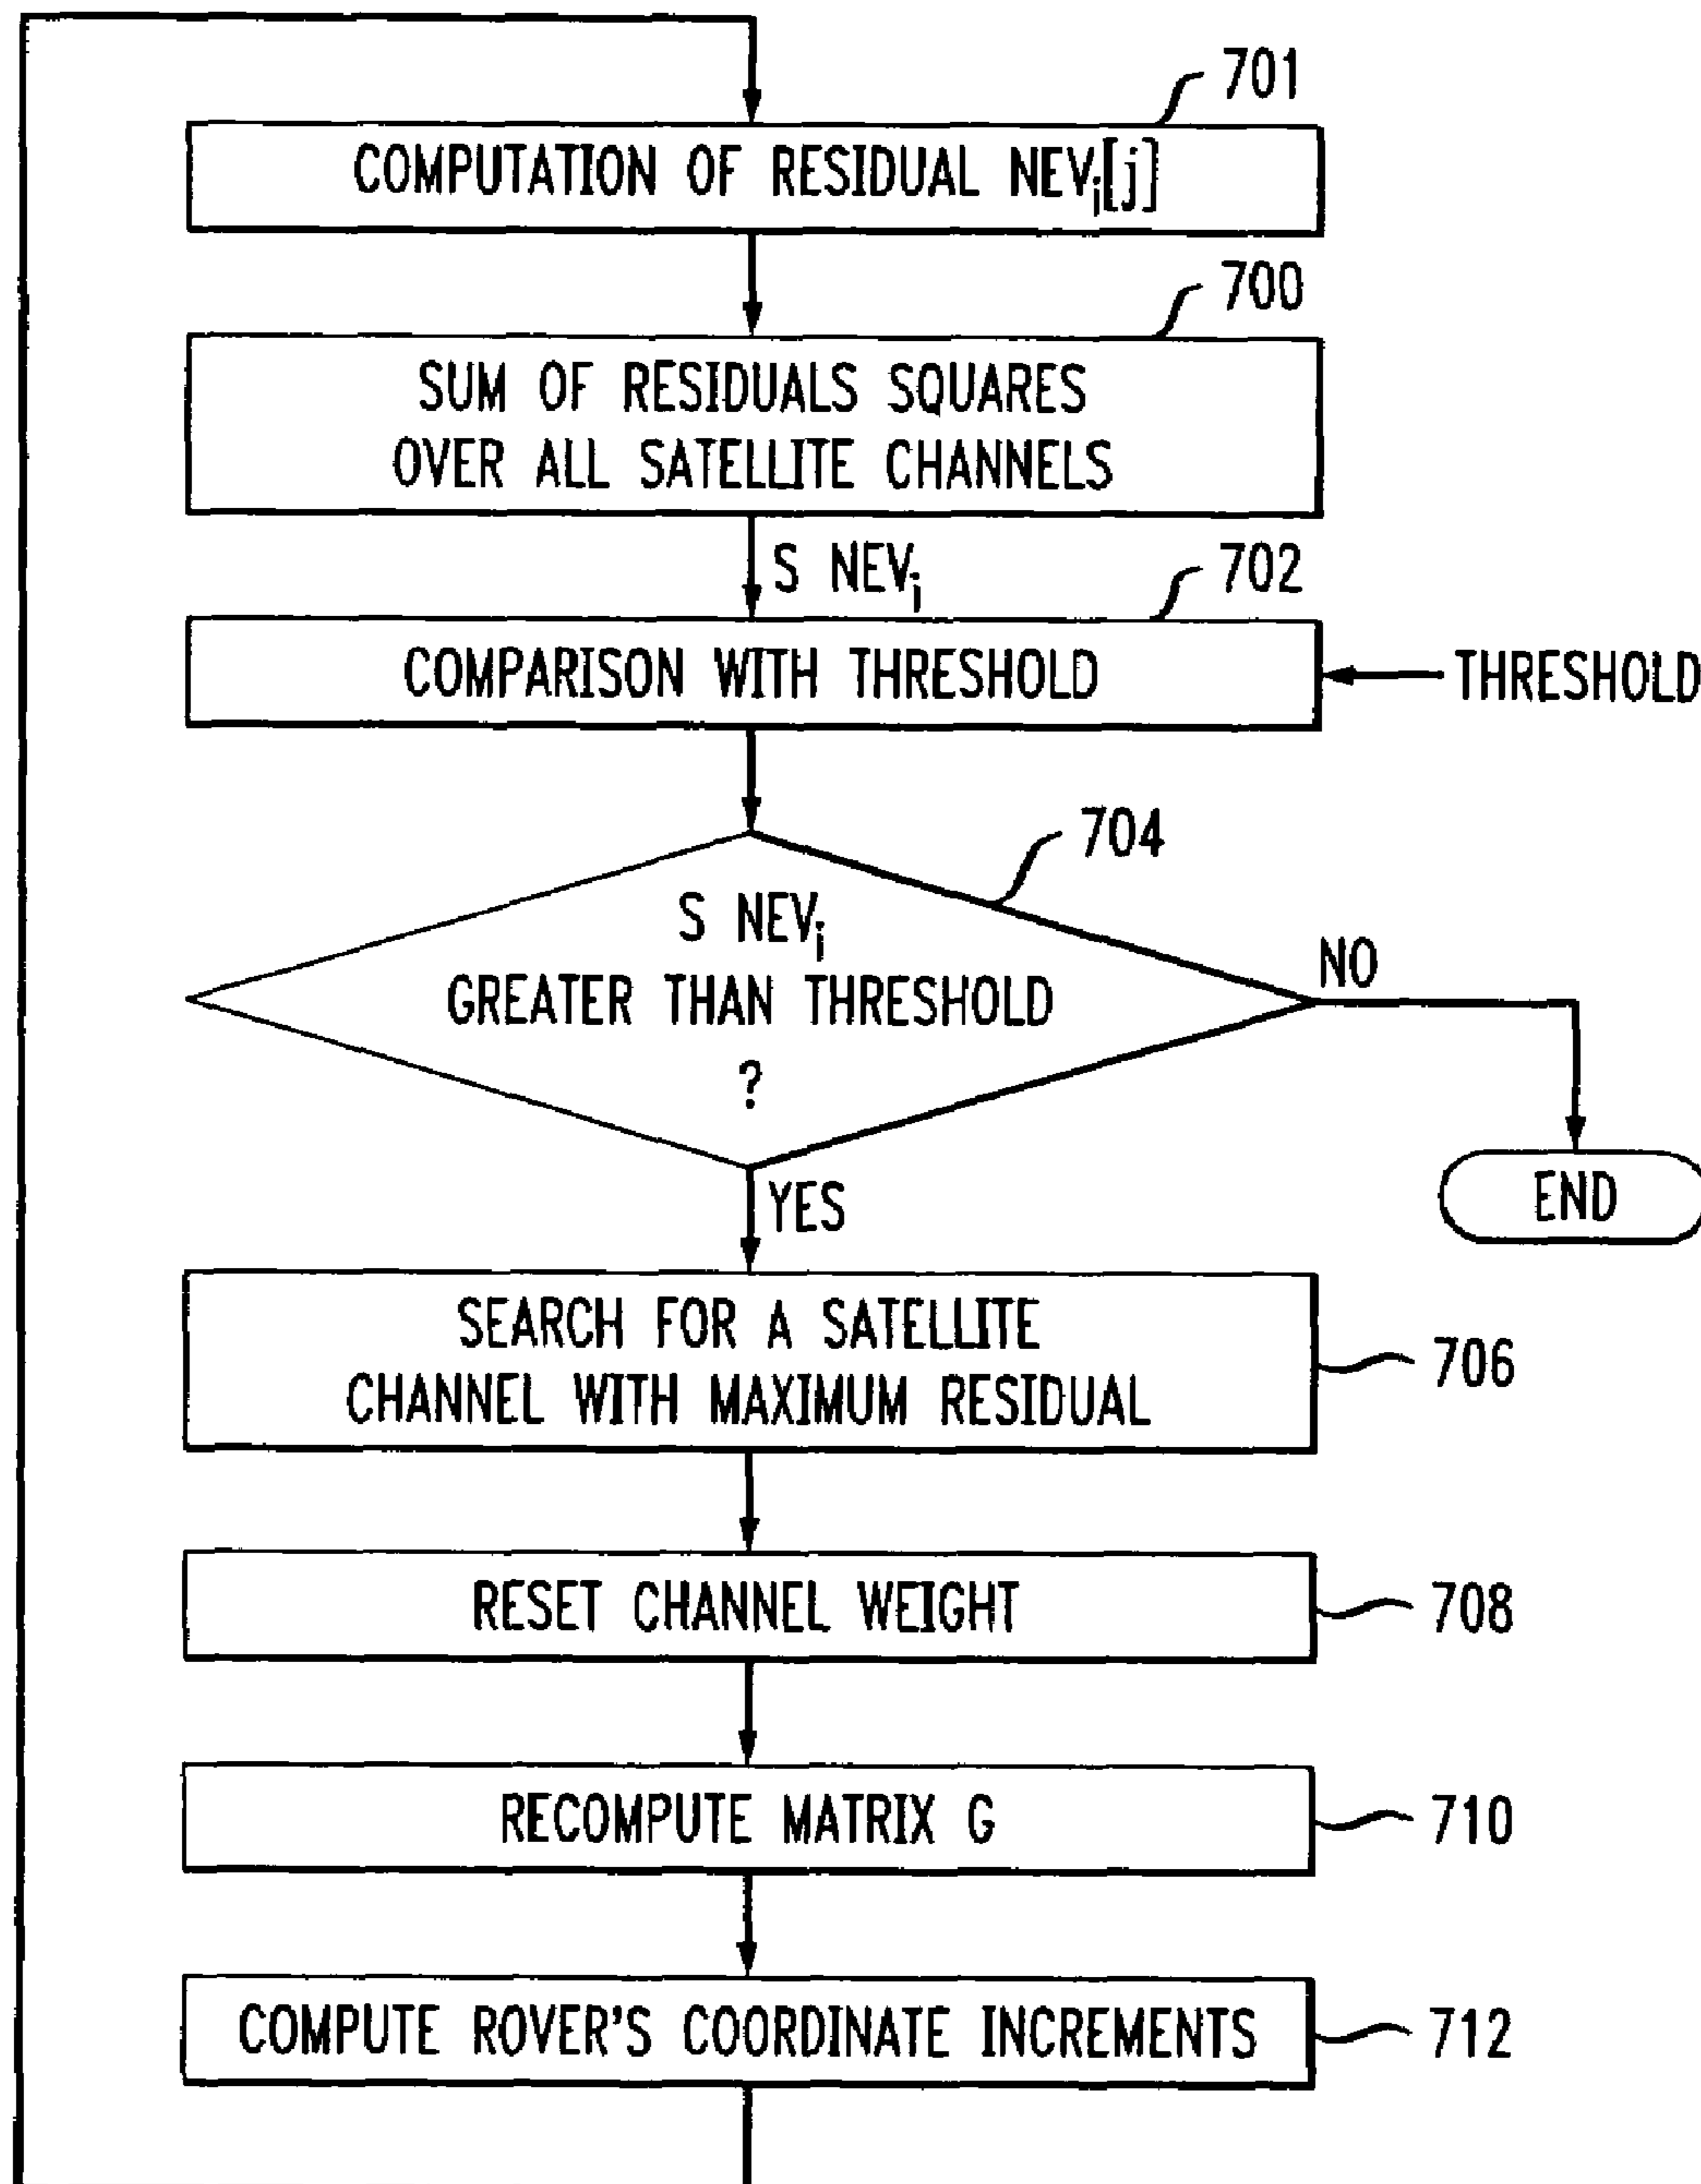 701
COMPUTATION OF RESIDUAL NEVi[j]
700
SUM OF RESIDUALS SQUARES
OVER ALL SATELLITE CHANNELS
S NEVi
702
COMPARISON WITH THRESHOLD
THRESHOLD
704
S NEVi
GREATER THAN THRESHOLD
?
NO
END
YES
SEARCH FOR A SATELLITE
CHANNEL WITH MAXIMUM RESIDUAL
706
RESET CHANNEL WEIGHT
708
RECOMPUTE MATRIX G
710
COMPUTE ROVER'S COORDINATE INCREMENTS
712